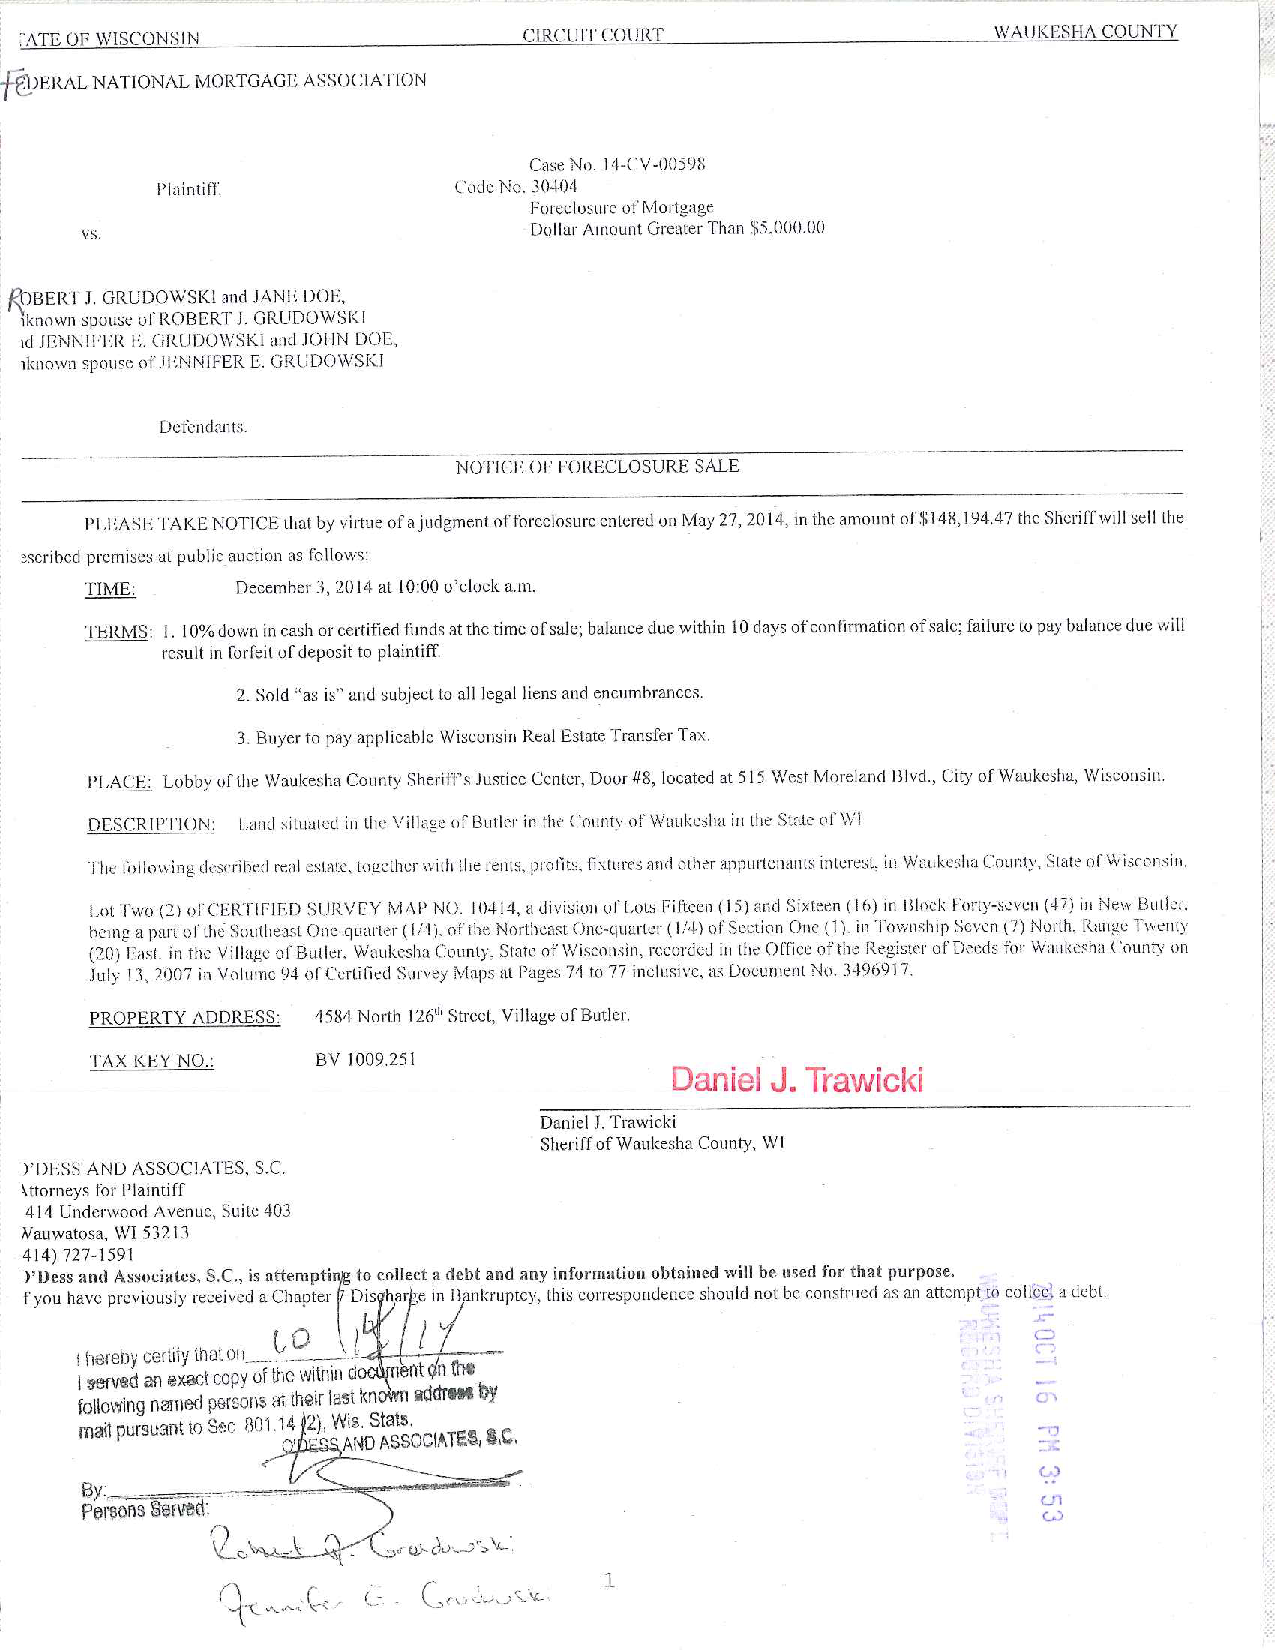 TATE OF WISCONSIN CIRCUIT COURT WAUKESHA COUNTY
FEDERAL NATIONAL MORTGAGE ASSOCIATION
Case No. 14-CV-00598
Plaintiff, Code No. 30404
Foreclosure of Mortgage
vs. Dollar Amount Greater Than $5,000.00
ROBERT J. GRUDOWSKI and JANE DOE,
known spouse of ROBERT J. GRUDOWSKI
d JENNIFER E. GRUDOWSKI and JOHN DOE,
known spouse of JENNIFER E. GRUDOWSKI
Defendants.
NOTICE OF FORECLOSURE SALE
PLEASE TAKE NOTICE that by virtue of a judgment of foreclosure entered on May 27, 2014, in the amount of $148,194.47 the Sheriff will sell the
escribed premises at public auction as follows:
TIME: December 3, 2014 at 10:00 o'clock a.m.
TERMS: 1. 10% down in cash or certified funds at the time of sale; balance due within 10 days of confirmation of sale; failure to pay balance due will
result in forfeit of deposit to plaintiff.
2. Sold "as is" and subject to all legal liens and encumbrances.
3. Buyer to pay applicable Wisconsin Real Estate Transfer Tax.
PLACE: Lobby of the Waukesha County Sheriff's Justice Center, Door #8, located at 515 West Moreland Blvd., City of Waukesha, Wisconsin.
DESCRIPTION: Land situated in the Village of Butler in the County of Waukesha in the State of WI
The following described real estate, together with the rents, profits, fixtures and other appurtenants interest, in Waukesha County, State of Wisconsin.
Lot Two (2) of CERTIFIED SURVEY MAP NO. 10414, a division of Lots Fifteen (15) and Sixteen (16) in Block Forty-seven (47) in New Butler,
being a part of the Southeast One-quarter (1/4), of the Northeast One-quarter (1/4) of Section One (1), in Township Seven (7) North, Range Twenty
(20) East, in the Village of Butler, Waukesha County, State of Wisconsin, recorded in the Office of the Register of Deeds for Waukesha County on
July 13, 2007 in Volume 94 of Certified Survey Maps at Pages 74 to 77 inclusive, as Document No. 3496917.
PROPERTY ADDRESS: 4584 North 126th Street, Village of Butler.
TAX KEY NO.: BV 1009.251
Daniel J. Trawicki
Daniel J. Trawicki
Sheriff of Waukesha County, WI
)'DESS AND ASSOCIATES, S.C.
Attorneys for Plaintiff
414 Underwood Avenue, Suite 403
Wauwatosa, WI 53213
414) 727-1591
)'Dess and Associates, S.C., is attempting to collect a debt and any information obtained will be used for that purpose.
f you have previously received a Chapter 7 Discharge in Bankruptcy, this correspondence should not be construed as an attempt to collect a debt.
I hereby certify that on 10/14/14
I served an exact copy of the within document on the
following named persons at their last known address by
mail pursuant to Sec. 801.14 (2), Wis. Stats.
O'DESS AND ASSOCIATES, S.C.
By:
Persons Served:
Robert J. Grudowski
Jennifer E. Grudowski
2014 OCT 16 PM 3:53
WAUKESHA SHERIFF DEPT
RECORD DIVISION
1